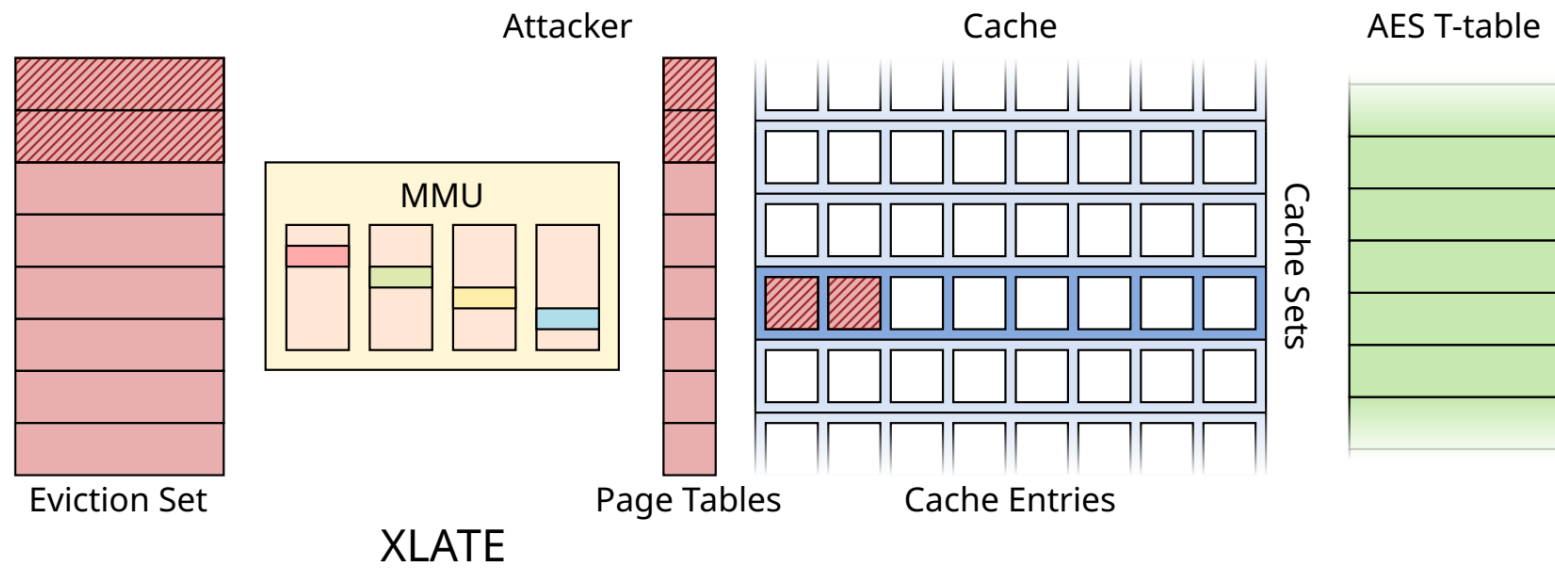 Attacker
Cache
AES T-table
MMU
Cache Sets
Eviction Set
Page Tables
Cache Entries
XLATE